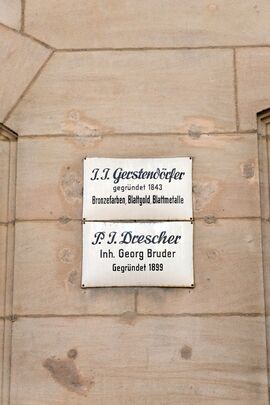 J. J. Gerstendörfer
gegründet 1843
Bronzefarben, Blattgold, Blattmetalle
P. J. Drescher
Inh. Georg Bruder
Gegründet 1899